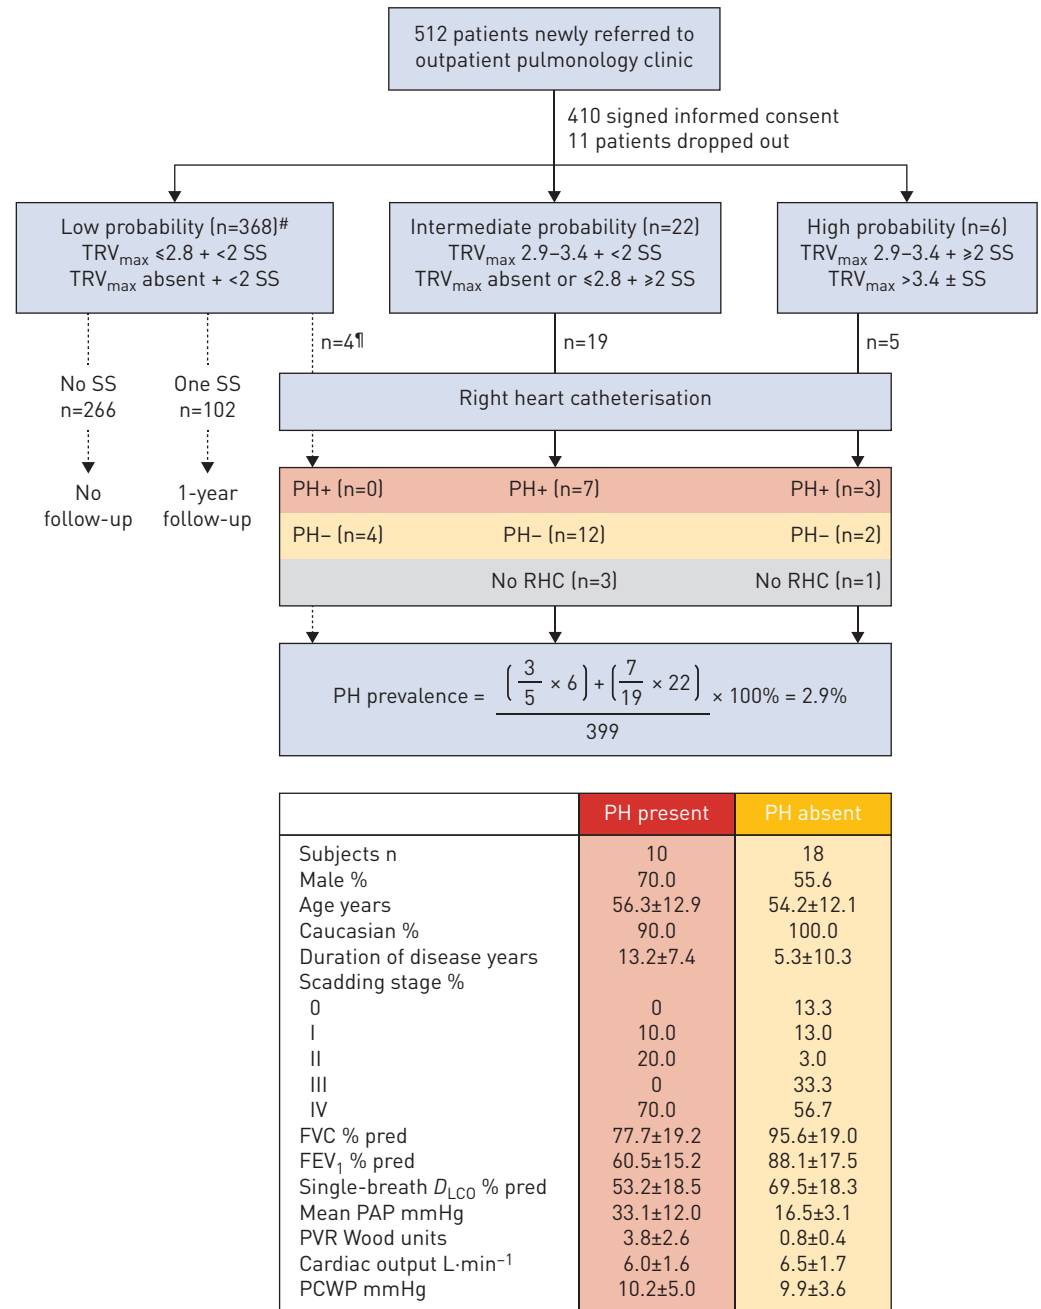 512 patients newly referred to
outpatient pulmonology clinic
410 signed informed consent
11 patients dropped out
Low probability (n=368)#
TRVmax ≤2.8 + <2 SS
TRVmax absent + <2 SS
Intermediate probability (n=22)
TRVmax 2.9–3.4 + <2 SS
TRVmax absent or ≤2.8 + ≥2 SS
High probability (n=6)
TRVmax 2.9–3.4 + ≥2 SS
TRVmax >3.4 ± SS
n=4¶
n=19
n=5
No SS
n=266
One SS
n=102
No
follow-up
1-year
follow-up
Right heart catheterisation
PH+ (n=0) PH+ (n=7) PH+ (n=3)
PH– (n=4) PH– (n=12) PH– (n=2)
No RHC (n=3) No RHC (n=1)
PH prevalence = ((3/5 × 6) + (7/19 × 22))/399 × 100% = 2.9%
PH present PH absent
Subjects n 10 18
Male % 70.0 55.6
Age years 56.3±12.9 54.2±12.1
Caucasian % 90.0 100.0
Duration of disease years 13.2±7.4 5.3±10.3
Scadding stage %
0 0 13.3
I 10.0 13.0
II 20.0 3.0
III 0 33.3
IV 70.0 56.7
FVC % pred 77.7±19.2 95.6±19.0
FEV1 % pred 60.5±15.2 88.1±17.5
Single-breath DLCO % pred 53.2±18.5 69.5±18.3
Mean PAP mmHg 33.1±12.0 16.5±3.1
PVR Wood units 3.8±2.6 0.8±0.4
Cardiac output L·min–1 6.0±1.6 6.5±1.7
PCWP mmHg 10.2±5.0 9.9±3.6